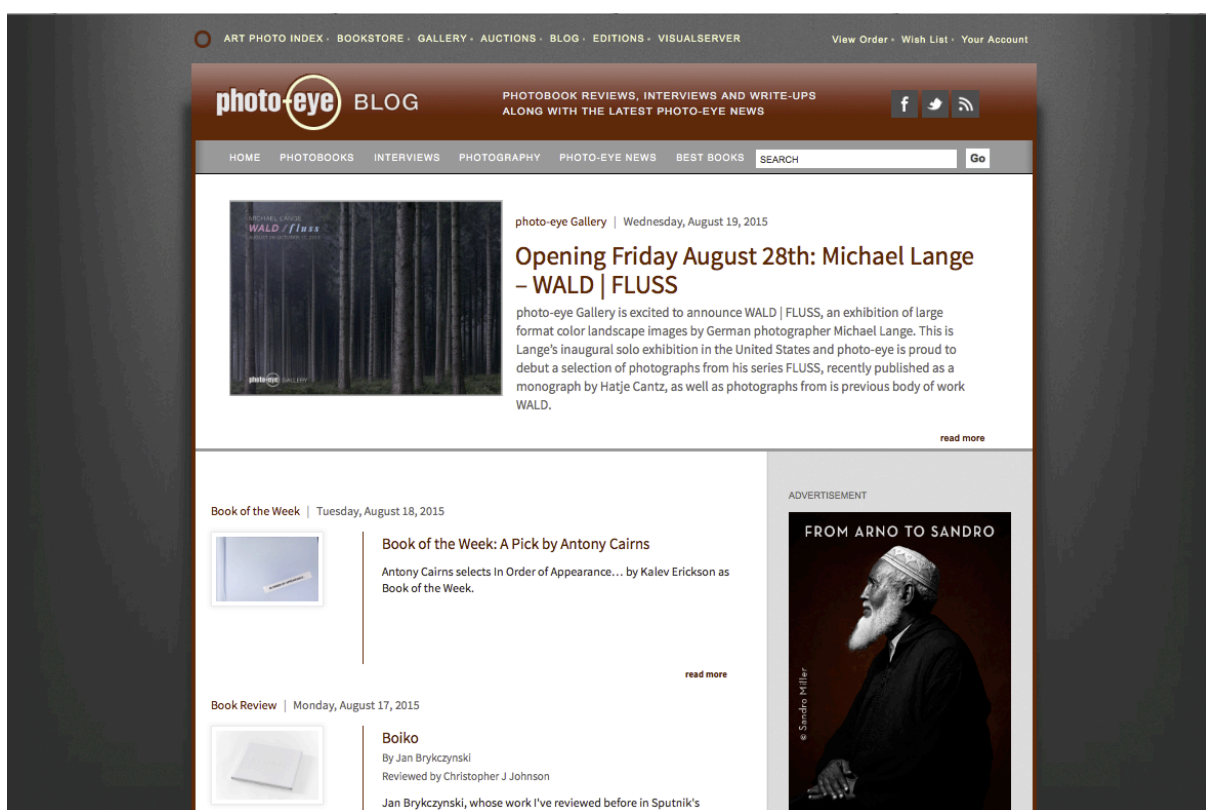 ART PHOTO INDEX · BOOKSTORE · GALLERY · AUCTIONS · BLOG · EDITIONS · VISUALSERVER
View Order · Wish List · Your Account
photo-eye BLOG
PHOTOBOOK REVIEWS, INTERVIEWS AND WRITE-UPS
ALONG WITH THE LATEST PHOTO-EYE NEWS
HOME PHOTOBOOKS INTERVIEWS PHOTOGRAPHY PHOTO-EYE NEWS BEST BOOKS SEARCH Go
MICHAEL LANGE
WALD / fluss
photo-eye GALLERY
photo-eye Gallery | Wednesday, August 19, 2015
Opening Friday August 28th: Michael Lange
– WALD | FLUSS
photo-eye Gallery is excited to announce WALD | FLUSS, an exhibition of large
format color landscape images by German photographer Michael Lange. This is
Lange's inaugural solo exhibition in the United States and photo-eye is proud to
debut a selection of photographs from his series FLUSS, recently published as a
monograph by Hatje Cantz, as well as photographs from is previous body of work
WALD.
read more
Book of the Week | Tuesday, August 18, 2015
Book of the Week: A Pick by Antony Cairns
Antony Cairns selects In Order of Appearance… by Kalev Erickson as
Book of the Week.
read more
Book Review | Monday, August 17, 2015
Boiko
By Jan Brykczynski
Reviewed by Christopher J Johnson
Jan Brykczynski, whose work I've reviewed before in Sputnik's
ADVERTISEMENT
FROM ARNO TO SANDRO
© Sandro Miller